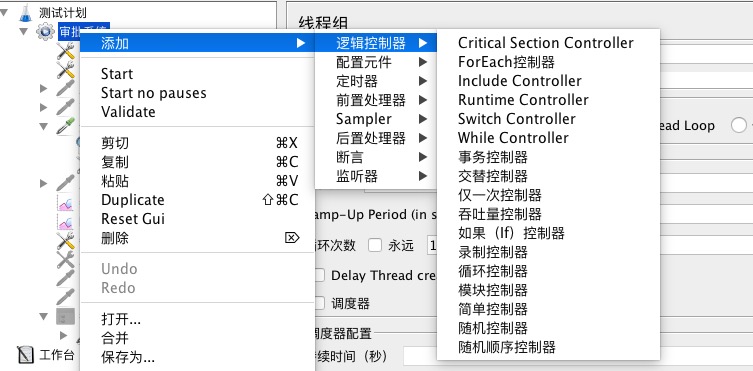 测试计划
审批系统
工作台
添加
Start
Start no pauses
Validate
剪切 ⌘X
复制 ⌘C
粘贴 ⌘V
Duplicate ⇧⌘C
Reset Gui
删除 ⌦
Undo
Redo
打开...
合并
保存为...
逻辑控制器
配置元件
定时器
前置处理器
Sampler
后置处理器
断言
监听器
Critical Section Controller
ForEach控制器
Include Controller
Runtime Controller
Switch Controller
While Controller
事务控制器
交替控制器
仅一次控制器
吞吐量控制器
如果（If）控制器
录制控制器
循环控制器
模块控制器
简单控制器
随机控制器
随机顺序控制器
线程组
ead Loop
amp-Up Period (in s
环次数 永远 1
Delay Thread crea
调度器
调度器配置
持续时间（秒）